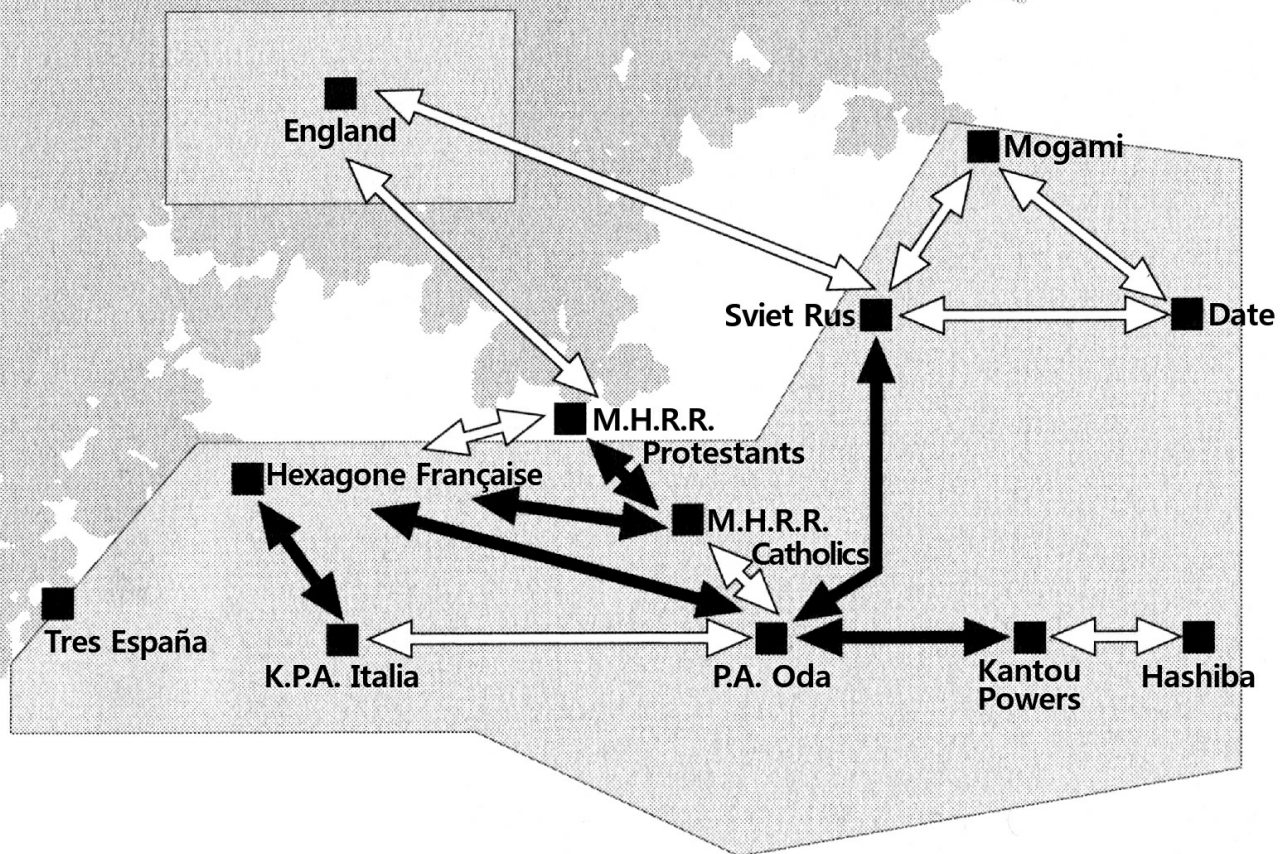 England
Mogami
Sviet Rus
Date
M.H.R.R.
Protestants
Hexagone Française
M.H.R.R.
Catholics
Tres España
K.P.A. Italia
P.A. Oda
Kantou
Powers
Hashiba